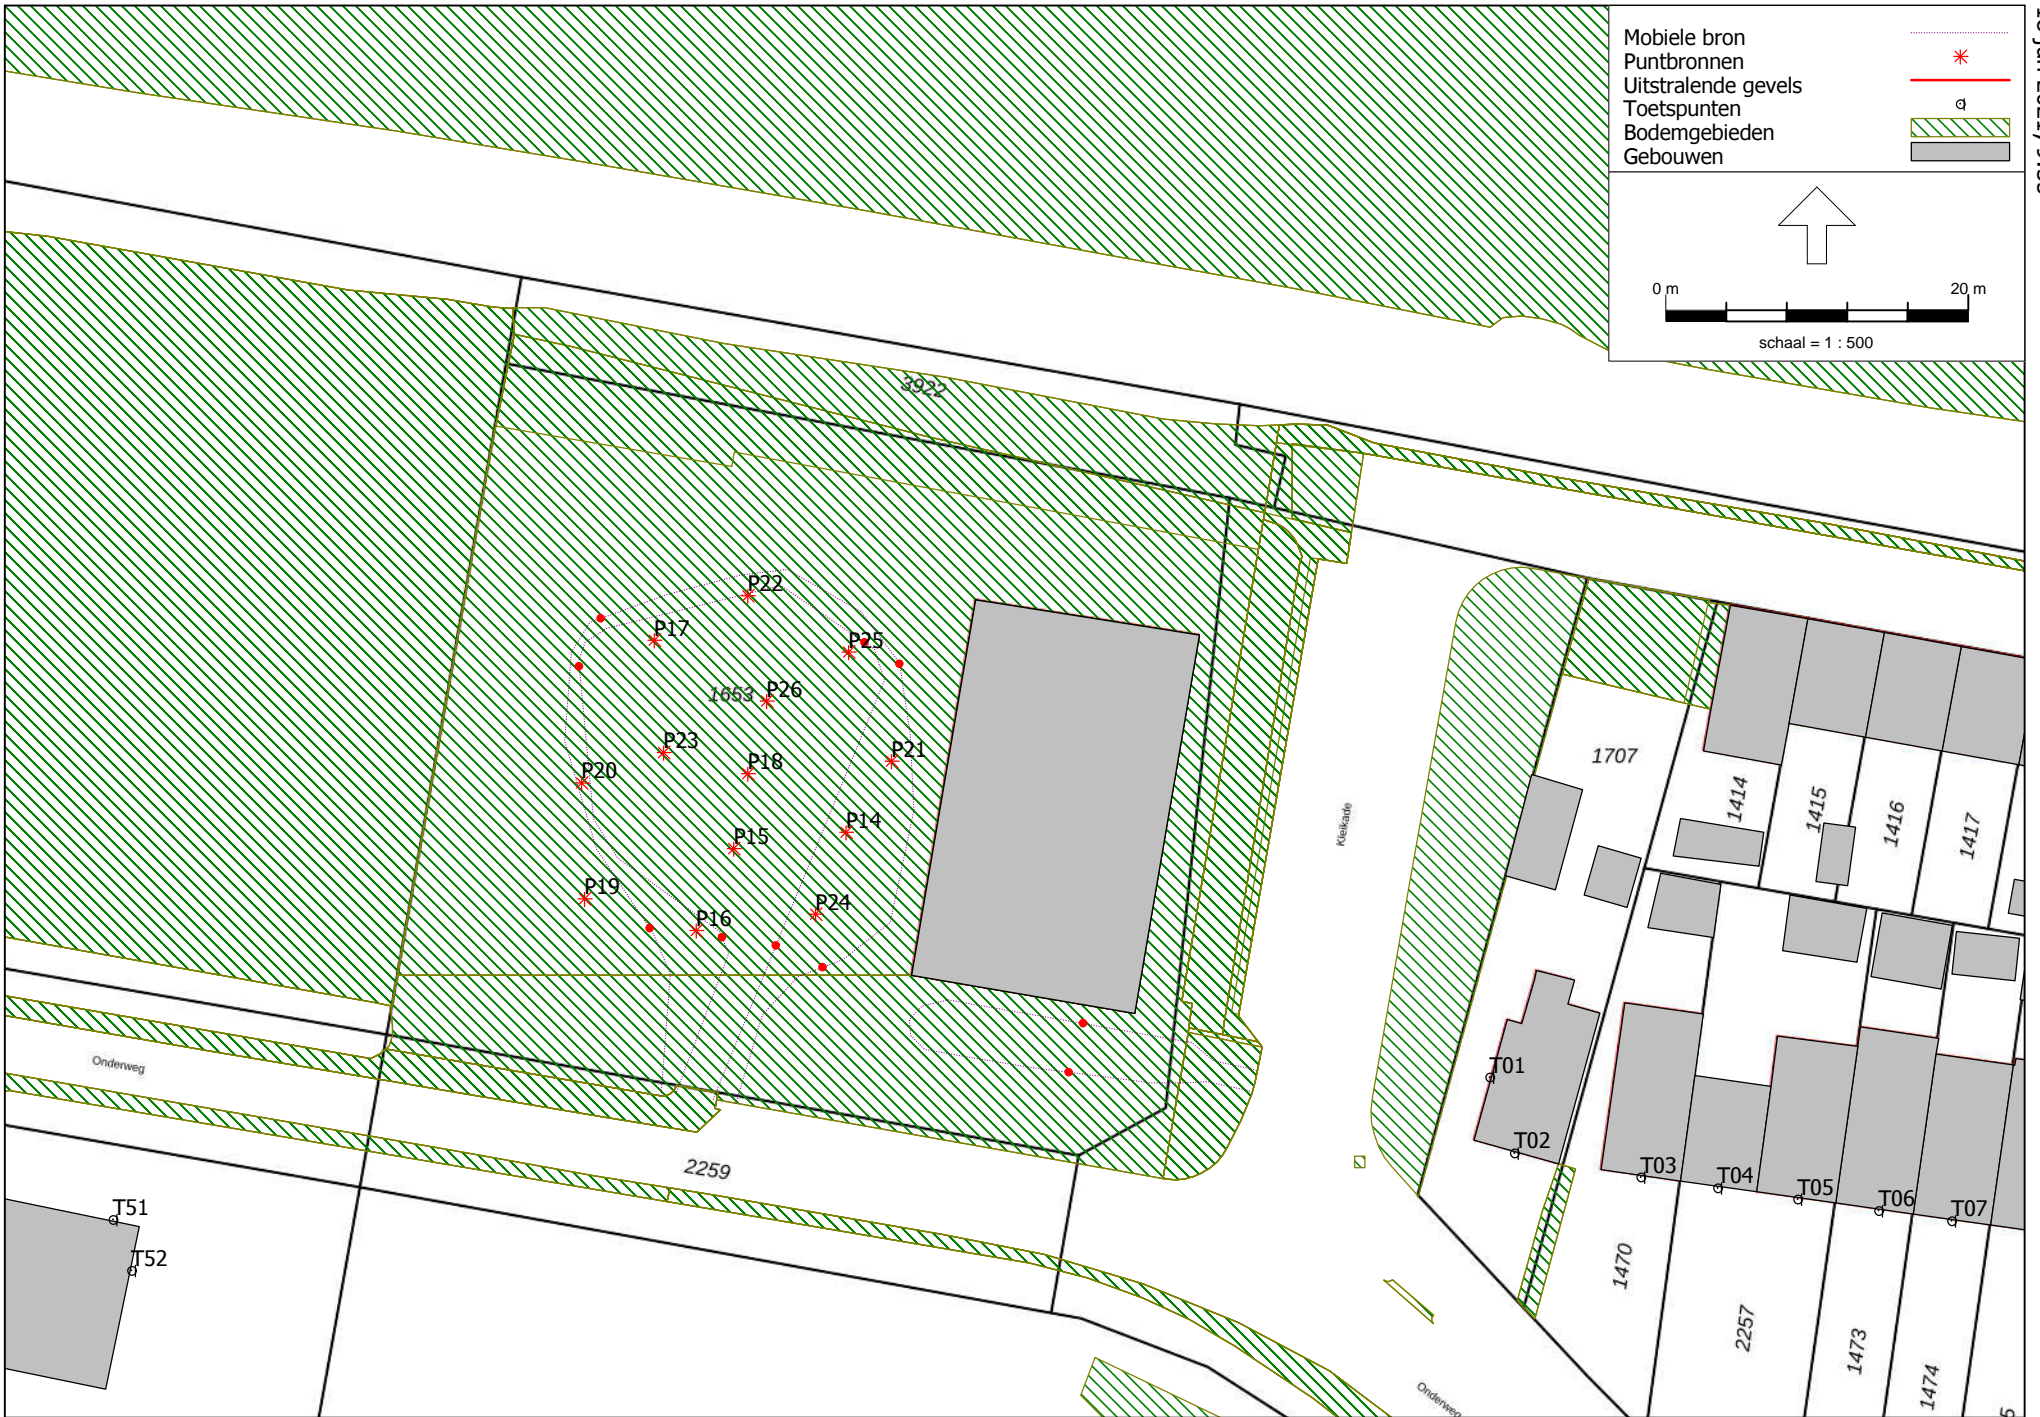 Mobiele bron
Puntbronnen
Uitstralende gevels
Toetspunten
Bodemgebieden
Gebouwen
0 m
20 m
schaal = 1 : 500
3922
P22
P17
P25
1653
P26
P23
P18
P21
P20
P14
P15
P19
P24
P16
Kleikade
1707
1414
1415
1416
1417
Onderweg
T01
T02
T03
T04
T05
T06
T07
2259
T51
T52
1470
2257
1473
1474
Onderweg